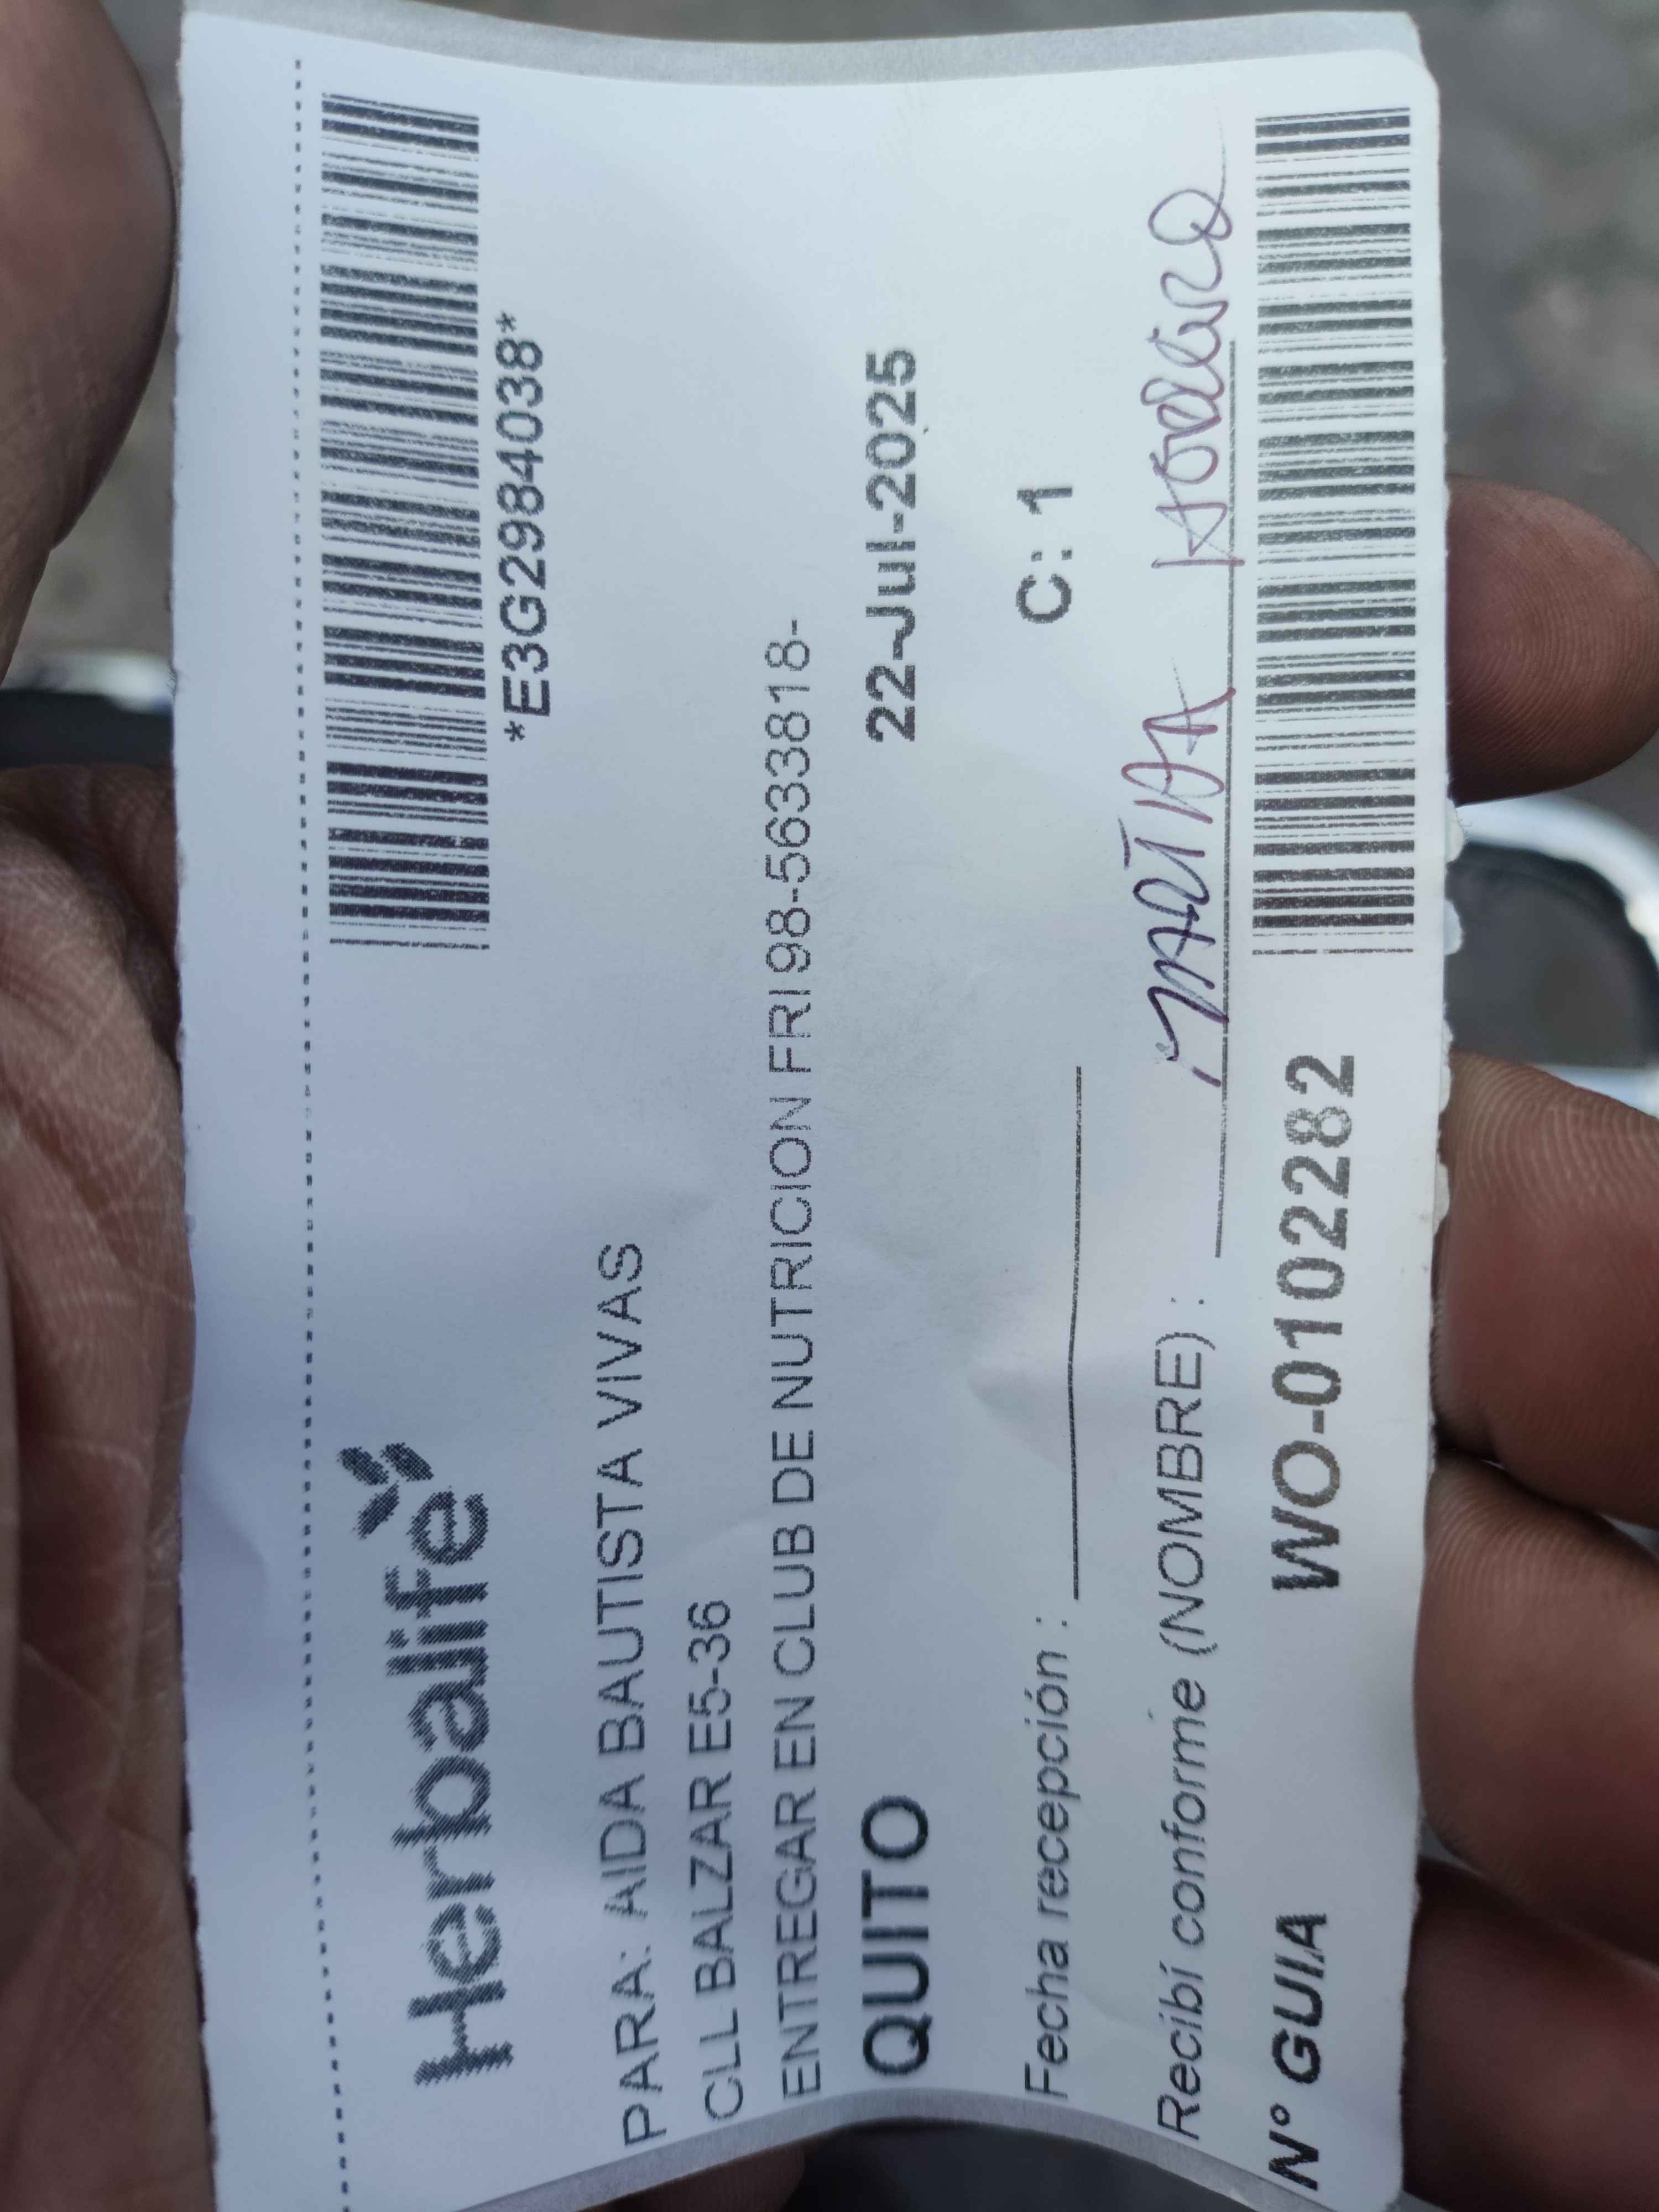 Herbalife
*E3G2984038*
PARA: AIDA BAUTISTA VIVAS
CLL BALZAR E5-36
ENTREGAR EN CLUB DE NUTRICION FRI 98-5633818-
QUITO 22-Jul-2025
Fecha recepción : C: 1
Recibí conforme (NOMBRE) : MARTHA
N° GUIA WO-0102282